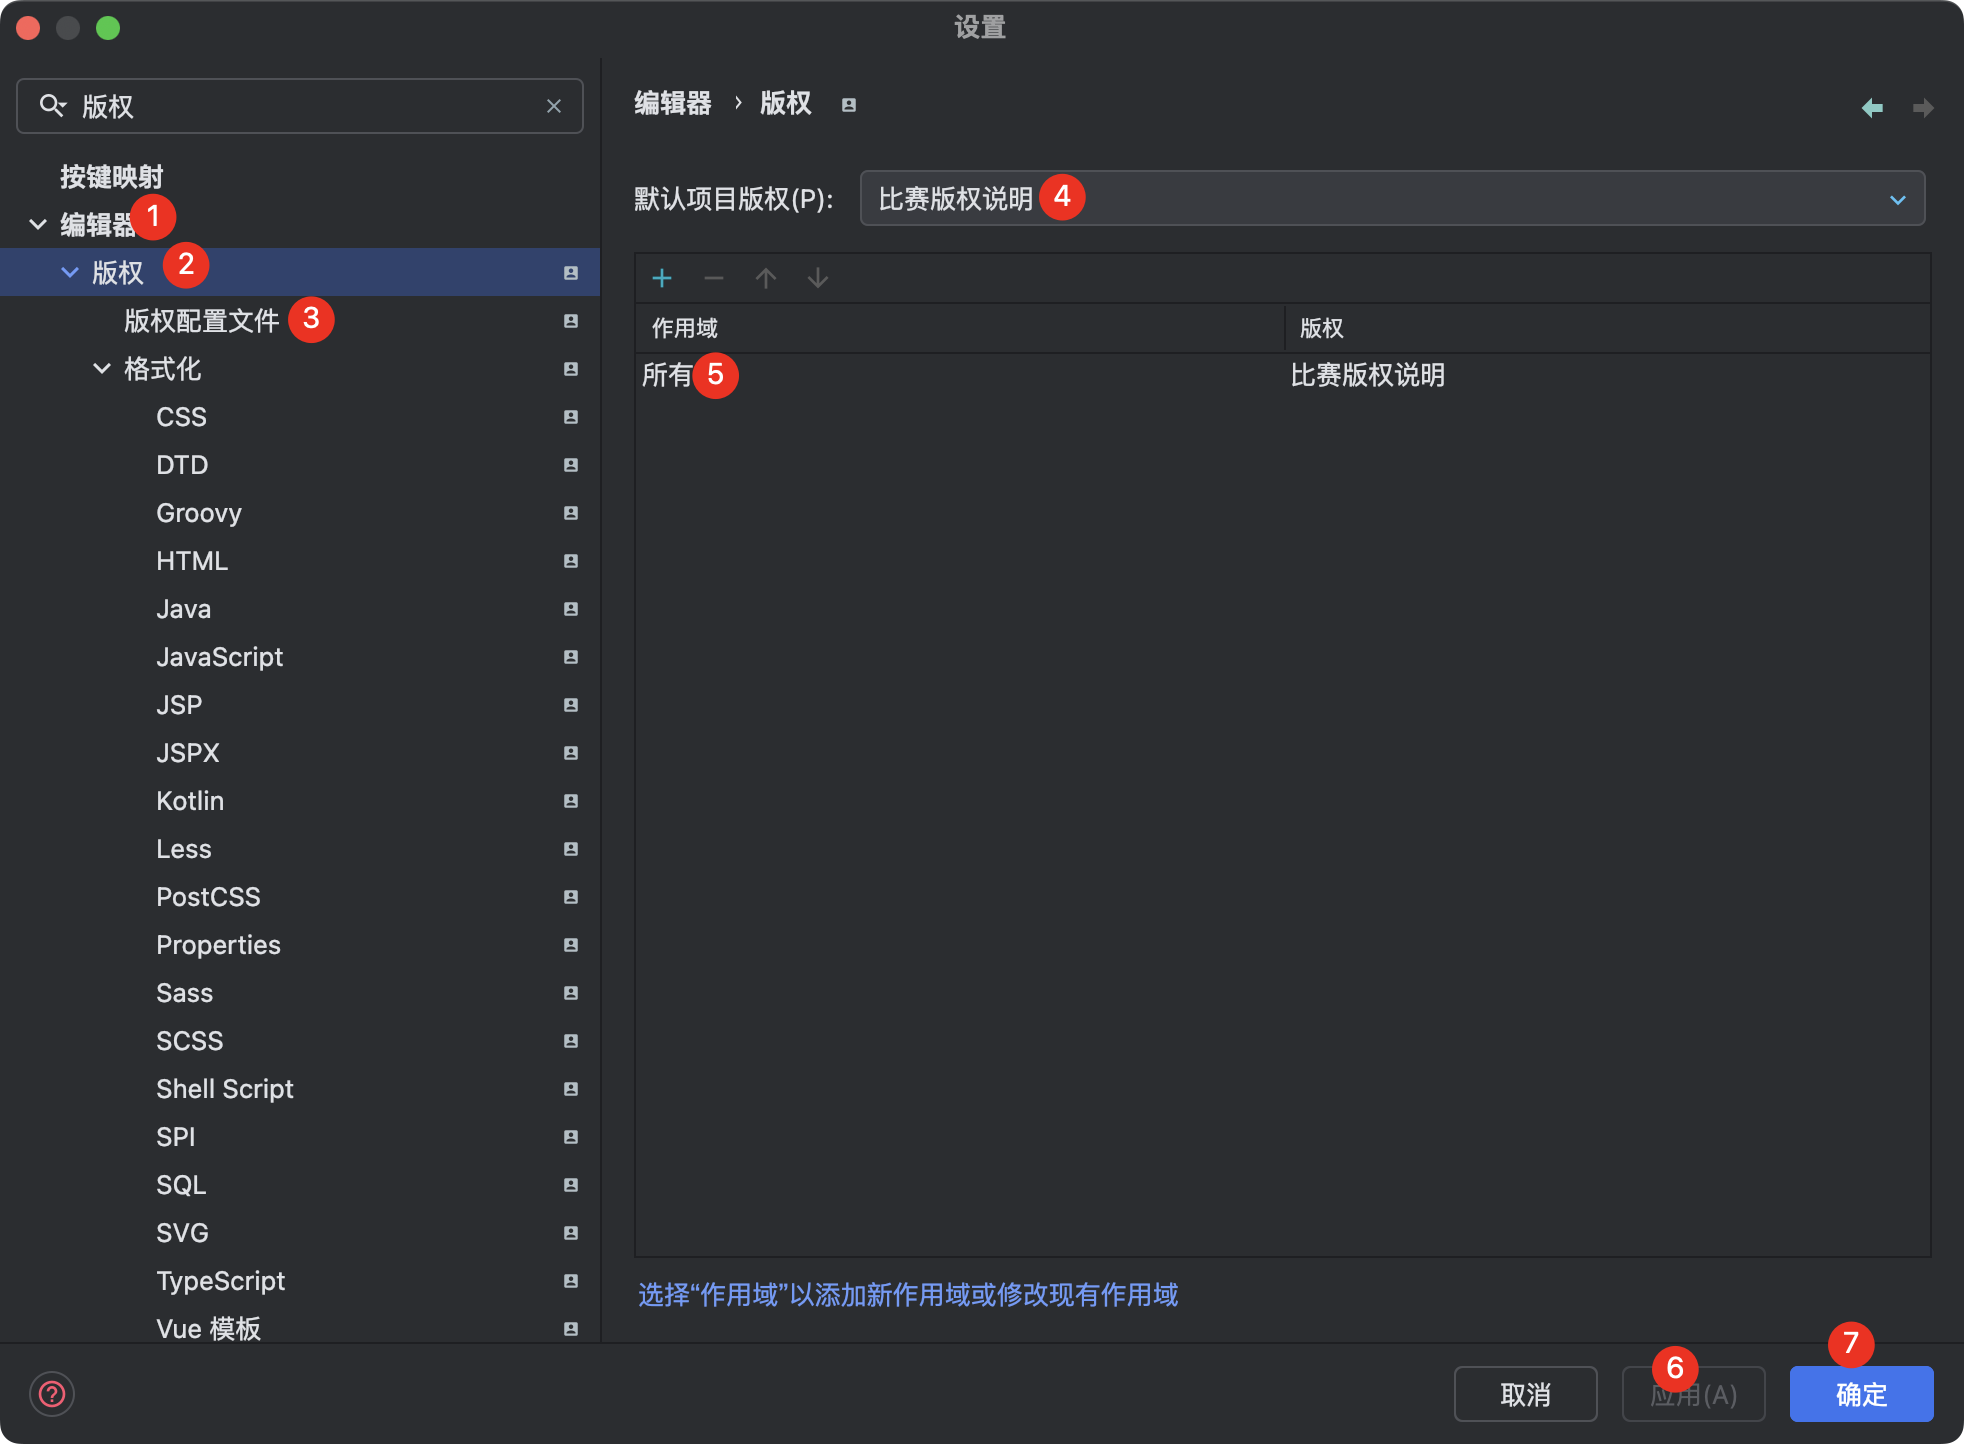 设置
版权
按键映射
编辑器 1
版权 2
版权配置文件 3
格式化
CSS
DTD
Groovy
HTML
Java
JavaScript
JSP
JSPX
Kotlin
Less
PostCSS
Properties
Sass
SCSS
Shell Script
SPI
SQL
SVG
TypeScript
Vue 模板
编辑器 › 版权
默认项目版权(P): 比赛版权说明 4
作用域 版权
所有 5 比赛版权说明
选择“作用域”以添加新作用域或修改现有作用域
?
取消 应用(A) 6 确定 7